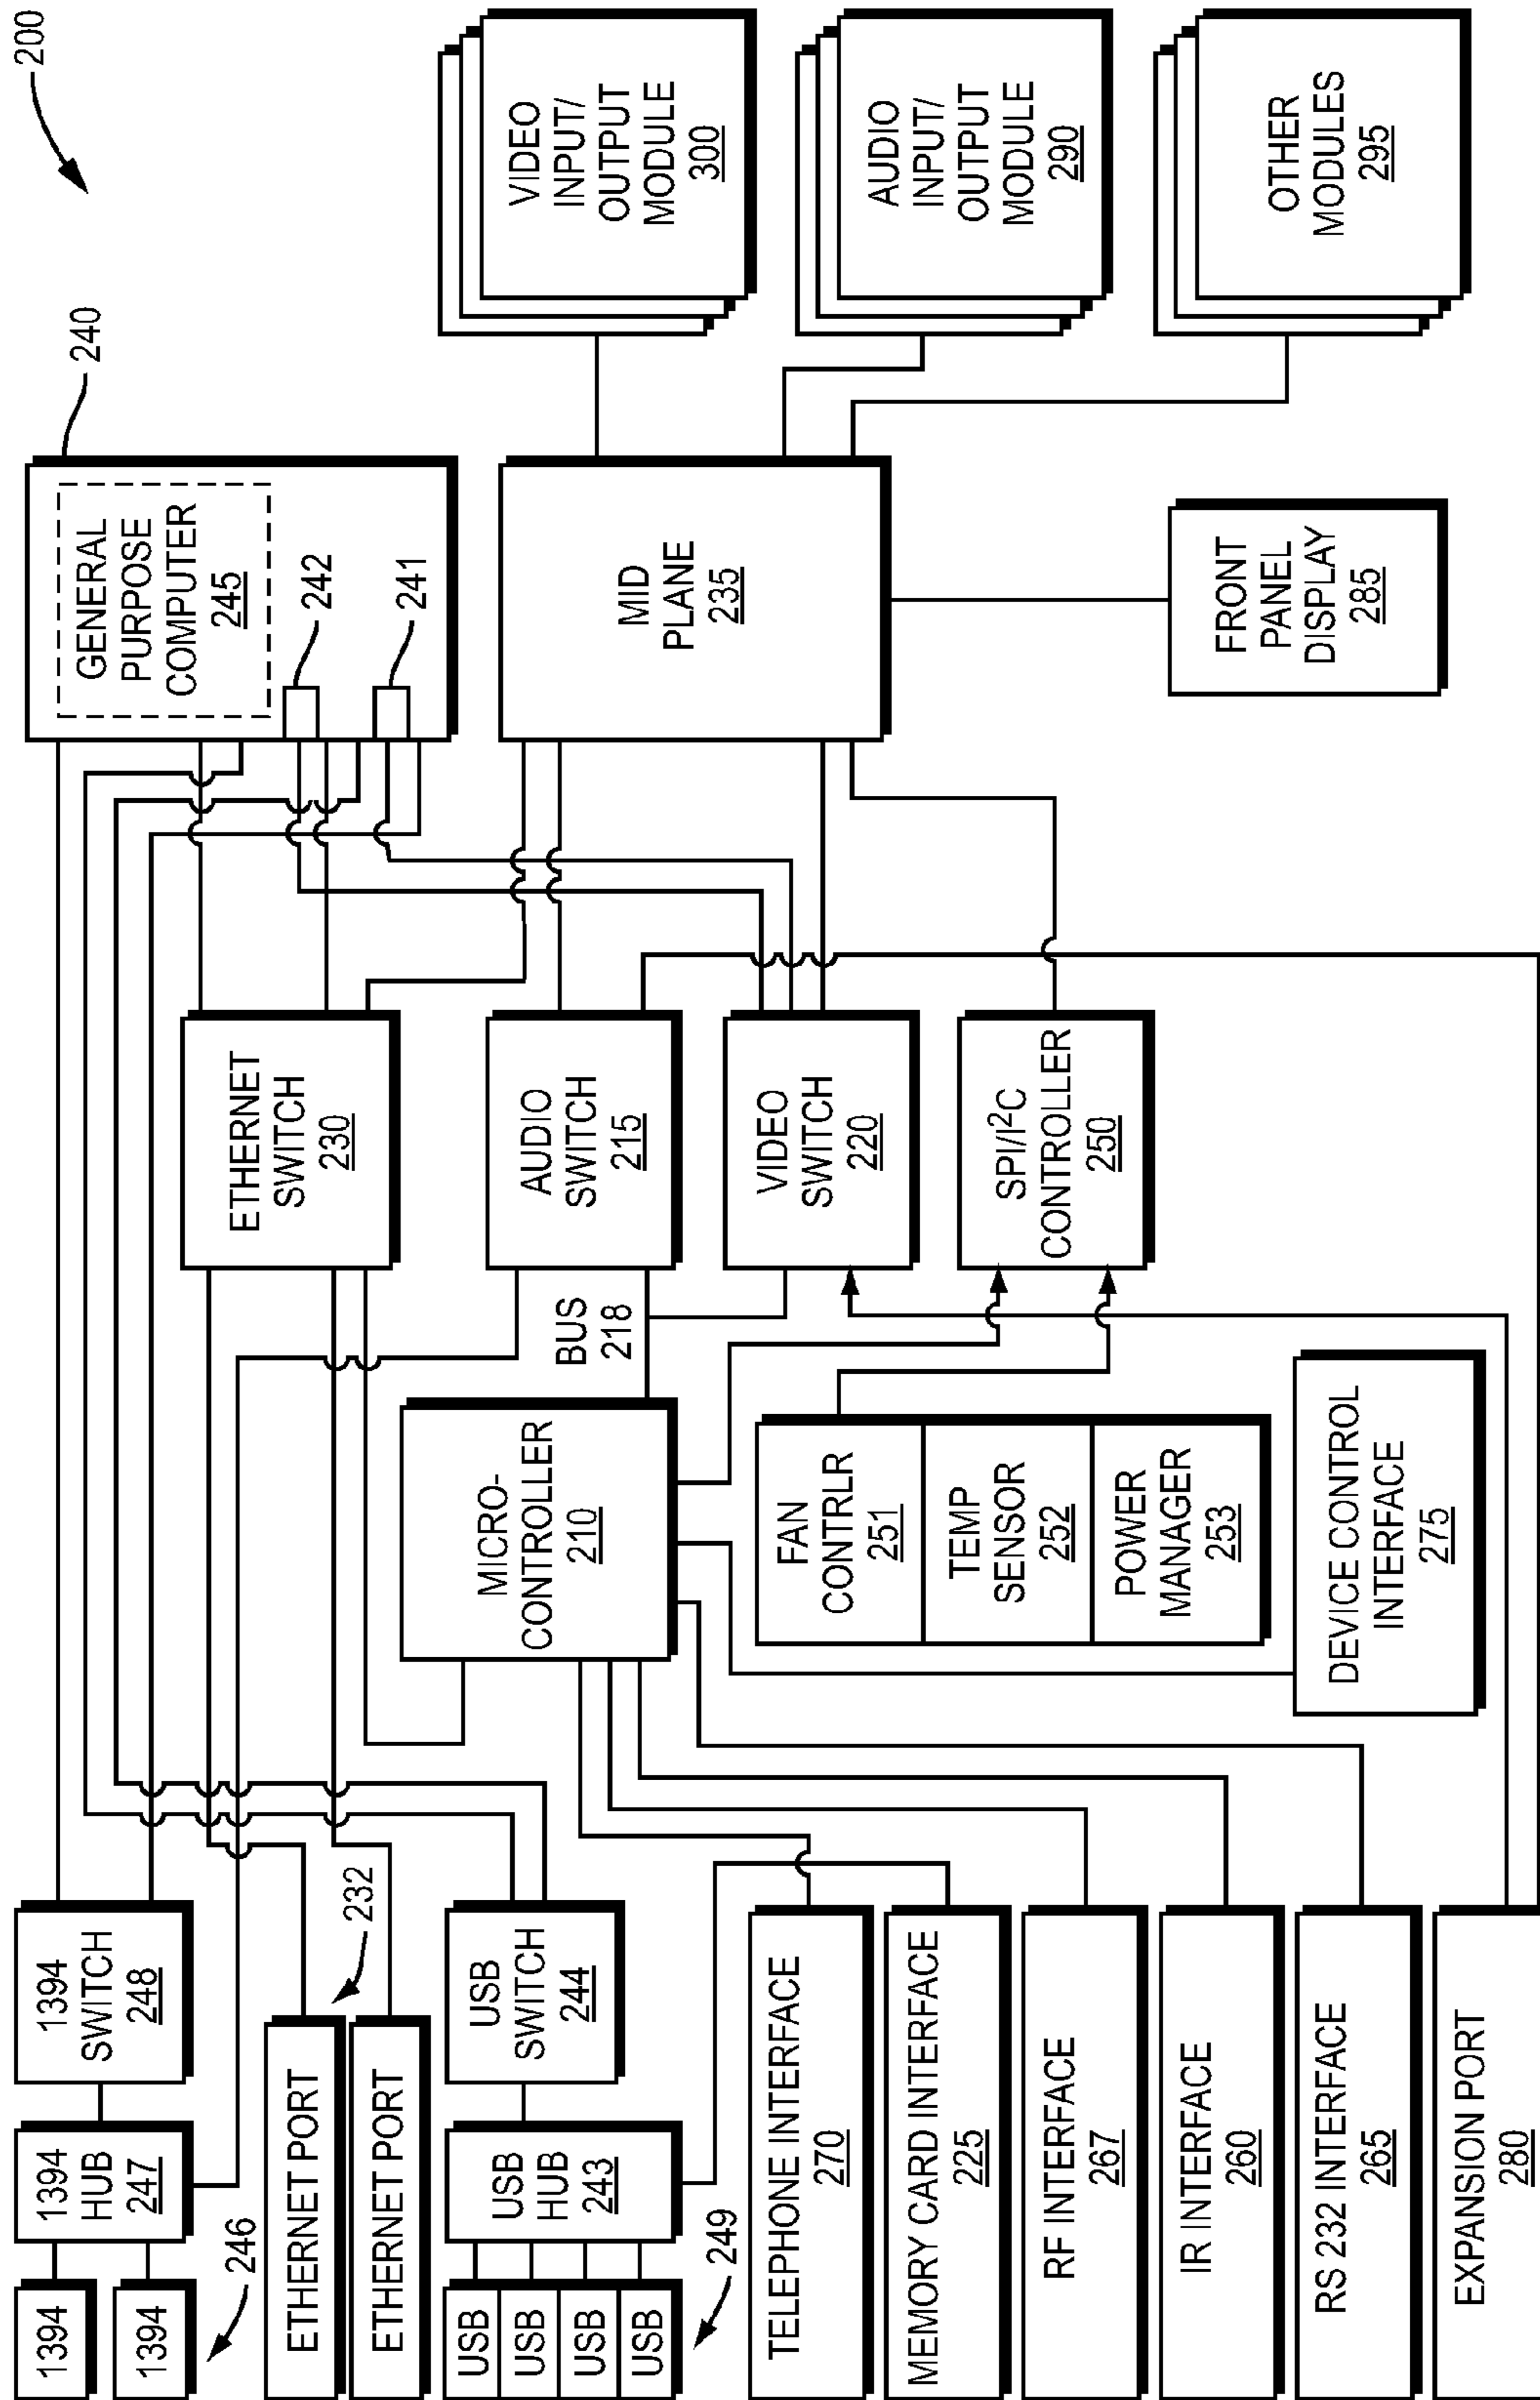 200
1394
1394
246
1394
HUB
247
1394
SWITCH
248
ETHERNET PORT
ETHERNET PORT
232
USB
USB
USB
USB
249
USB
HUB
243
USB
SWITCH
244
TELEPHONE INTERFACE
270
MEMORY CARD INTERFACE
225
RF INTERFACE
267
IR INTERFACE
260
RS 232 INTERFACE
265
EXPANSION PORT
280
MICRO-
CONTROLLER
210
BUS
218
FAN
CONTRLR
251
TEMP
SENSOR
252
POWER
MANAGER
253
DEVICE CONTROL
INTERFACE
275
ETHERNET
SWITCH
230
AUDIO
SWITCH
215
VIDEO
SWITCH
220
SPI/I²C
CONTROLLER
250
240
GENERAL
PURPOSE
COMPUTER
245
242
241
MID
PLANE
235
FRONT
PANEL
DISPLAY
285
VIDEO
INPUT/
OUTPUT
MODULE
300
AUDIO
INPUT/
OUTPUT
MODULE
290
OTHER
MODULES
295